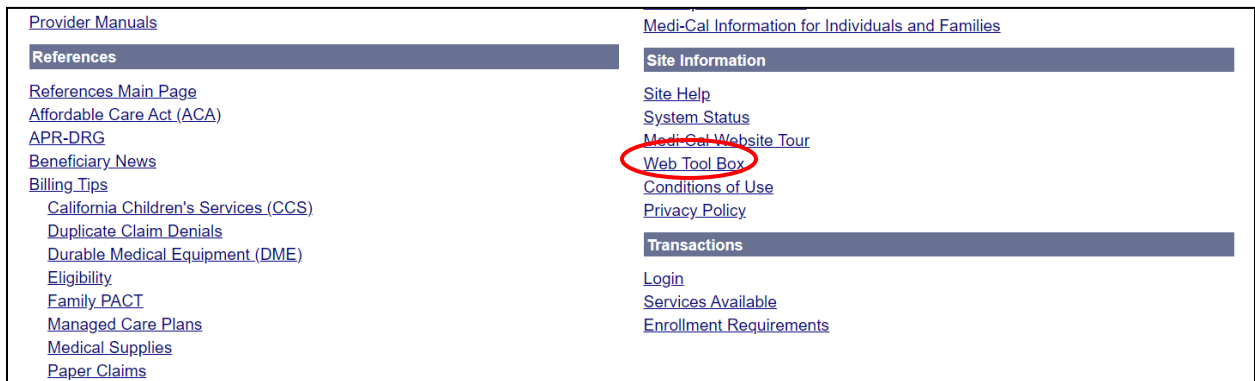 Provider Manuals
References
References Main Page
Affordable Care Act (ACA)
APR-DRG
Beneficiary News
Billing Tips
California Children's Services (CCS)
Duplicate Claim Denials
Durable Medical Equipment (DME)
Eligibility
Family PACT
Managed Care Plans
Medical Supplies
Paper Claims
Medi-Cal Information for Individuals and Families
Site Information
Site Help
System Status
Medi-Cal Website Tour
Web Tool Box
Conditions of Use
Privacy Policy
Transactions
Login
Services Available
Enrollment Requirements